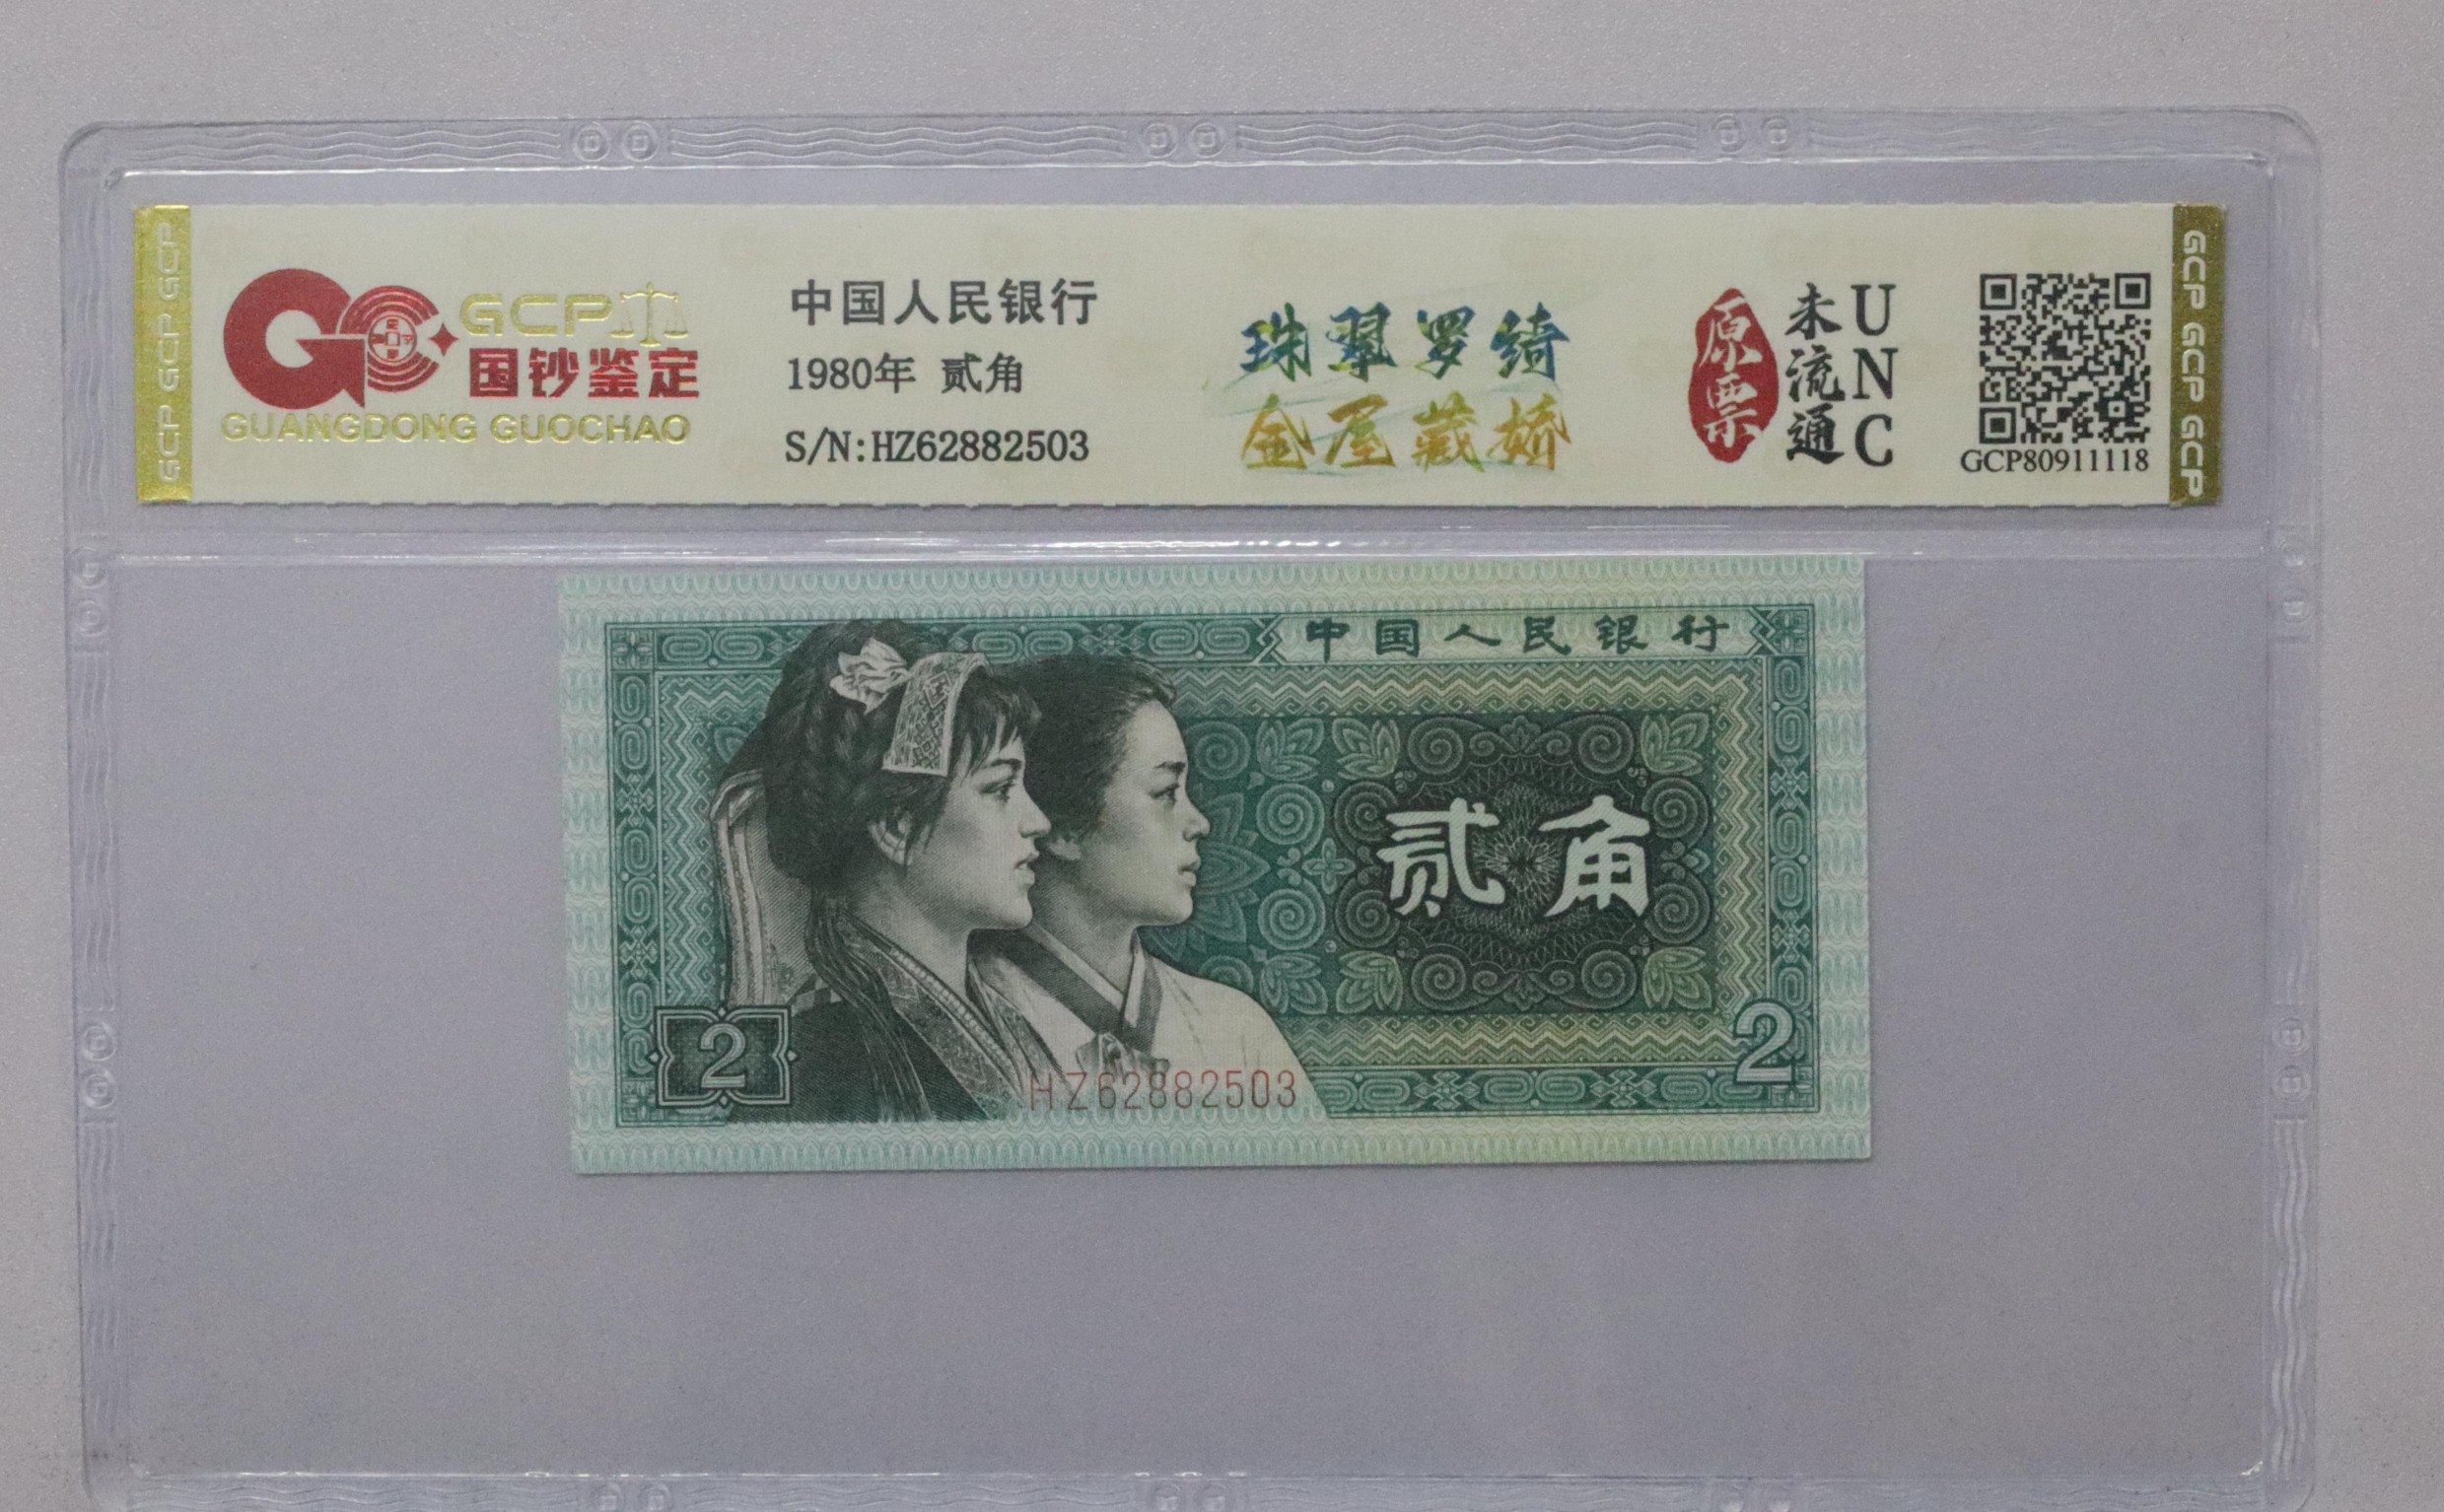 GCP GCP GCP
GCP
国钞鉴定
GUANGDONG GUOCHAO
中国人民银行
1980年 贰角
S/N:HZ62882503
珠翠罗绮
金屋藏娇
原票
未流通
UNC
GCP80911118
GCP GCP GCP
中国人民银行
贰角
2
2
HZ62882503